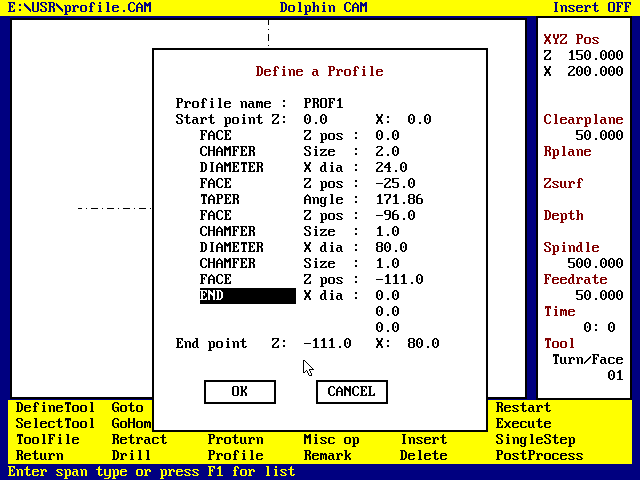 E:\USR\profile.CAM Dolphin CAM Insert OFF
Define a Profile
Profile name : PROF1
Start point Z: 0.0 X: 0.0
FACE Z pos : 0.0
CHAMFER Size : 2.0
DIAMETER X dia : 24.0
FACE Z pos : -25.0
TAPER Angle : 171.86
FACE Z pos : -96.0
CHAMFER Size : 1.0
DIAMETER X dia : 80.0
CHAMFER Size : 1.0
FACE Z pos : -111.0
END X dia : 0.0
0.0
0.0
End point Z: -111.0 X: 80.0
OK CANCEL
XYZ Pos
Z 150.000
X 200.000
Clearplane
50.000
Rplane
Zsurf
Depth
Spindle
500.000
Feedrate
50.000
Time
0: 0
Tool
Turn/Face
01
DefineTool Goto Restart
SelectTool GoHom Execute
ToolFile Retract Proturn Misc op Insert SingleStep
Return Drill Profile Remark Delete PostProcess
Enter span type or press F1 for list